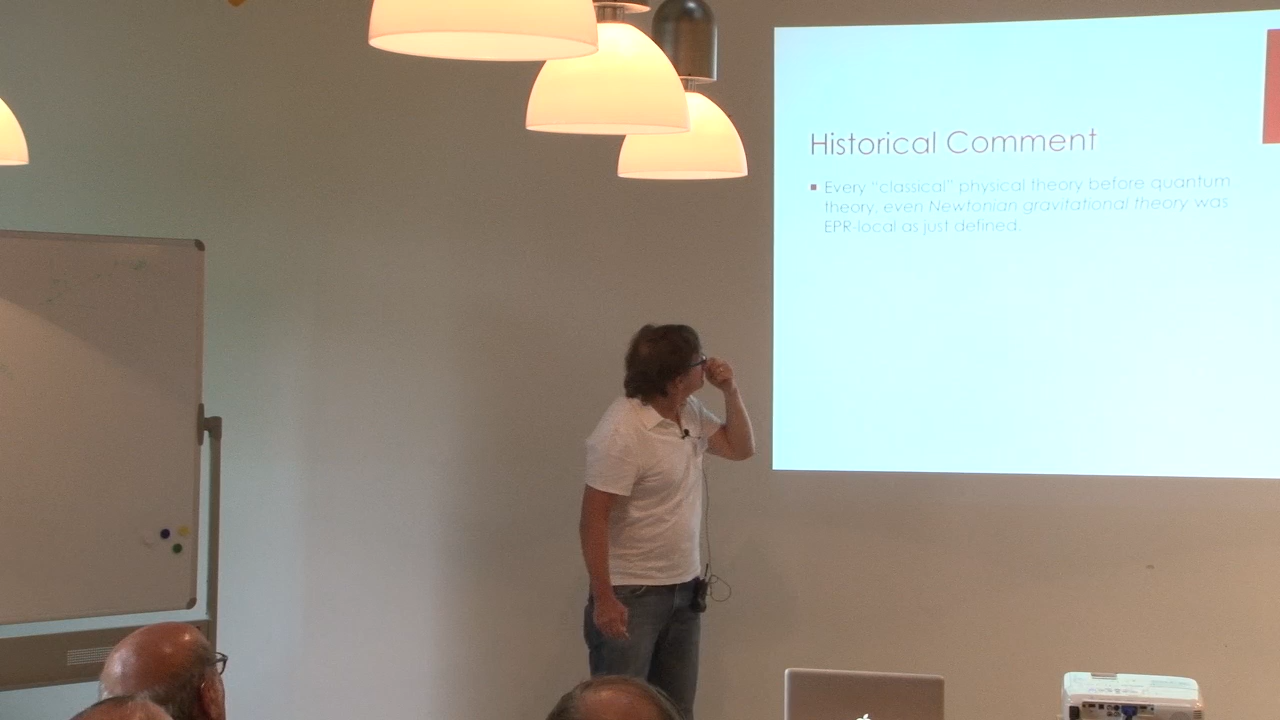 Historical Comment
Every “classical” physical theory before quantum
theory, even Newtonian gravitational theory was
EPR-local as just defined.